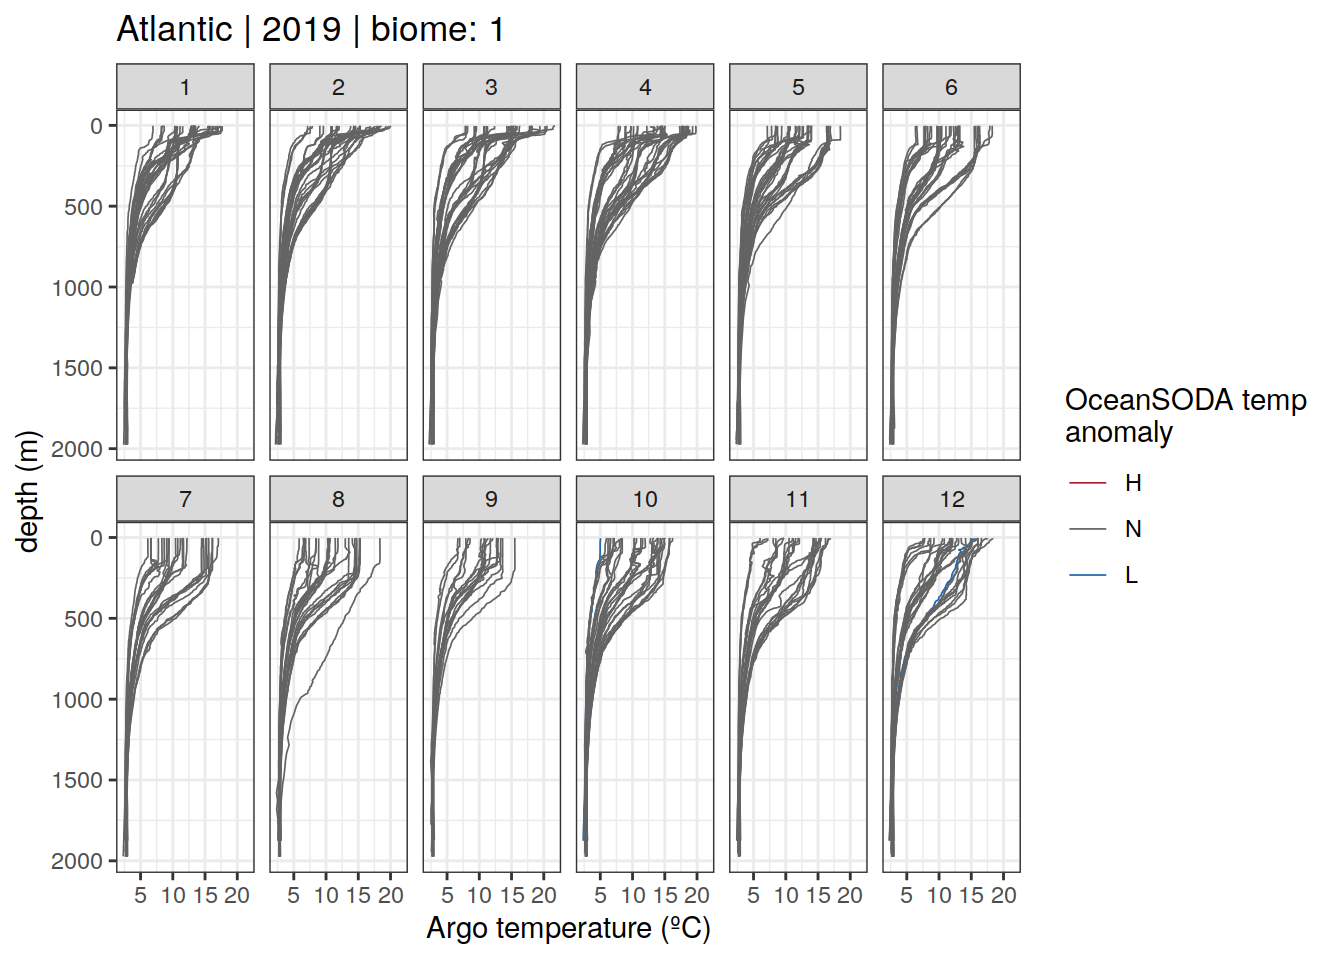 Atlantic | 2019 | biome: 1
1 2 3 4 5 6
0
500
1000
1500
2000
7 8 9 10 11 12
0
500
1000
1500
2000
5 10 15 20 5 10 15 20 5 10 15 20 5 10 15 20 5 10 15 20 5 10 15 20
Argo temperature (ºC)
depth (m)
OceanSODA temp
anomaly
H
N
L